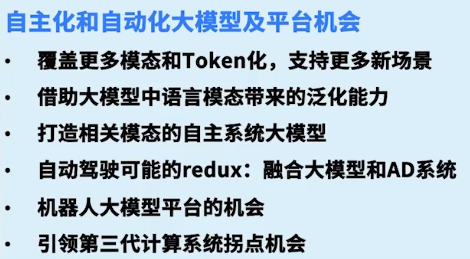 自主化和自动化大模型及平台机会
• 覆盖更多模态和Token化，支持更多新场景
• 借助大模型中语言模态带来的泛化能力
• 打造相关模态的自主系统大模型
• 自动驾驶可能的redux：融合大模型和AD系统
• 机器人大模型平台的机会
• 引领第三代计算系统拐点机会